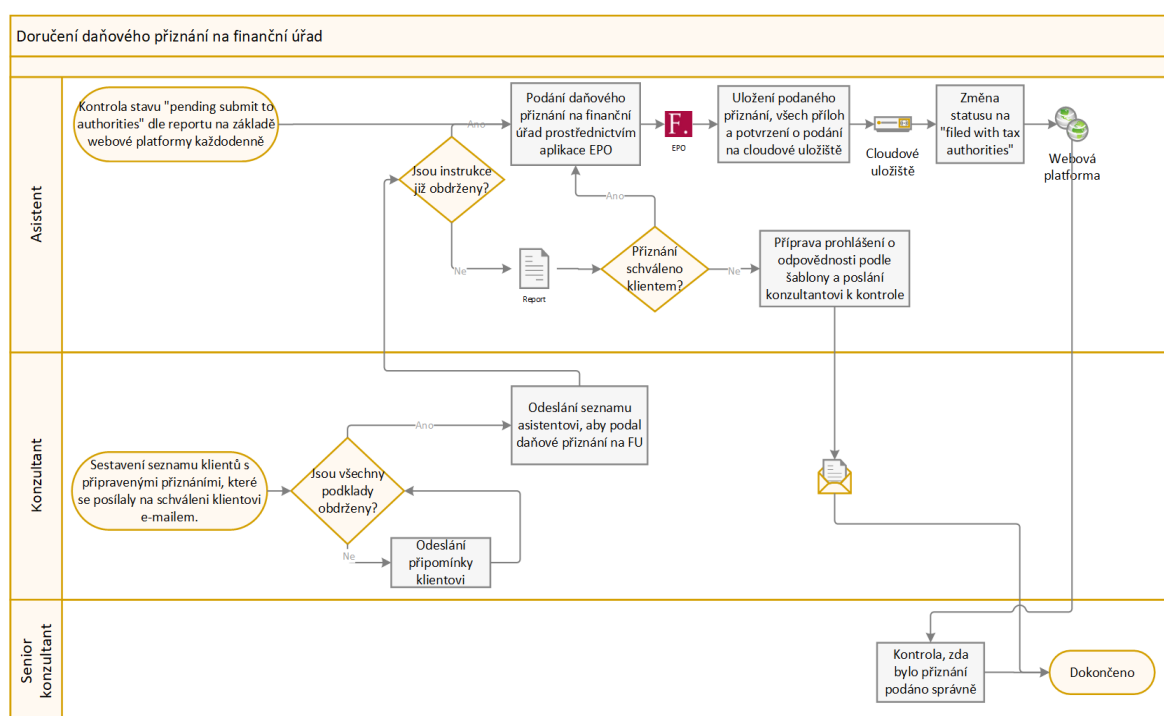 Doručení daňového přiznání na finanční úřad
Asistent
Kontrola stavu "pending submit to
authorities" dle reportu na základě
webové platformy každodenně
Ano
Podání daňového
přiznání na finanční
úřad prostřednictvím
aplikace EPO
F.
EPO
Uložení podaného
přiznání, všech příloh
a potvrzení o podání
na cloudové uložiště
Cloudové
uložiště
Změna
statusu na
"filed with tax
authorities"
Webová
platforma
Jsou instrukce
již obdrženy?
Ne
Report
Ano
Přiznání
schváleno
klientem?
Ne
Příprava prohlášení o
odpovědnosti podle
šablony a poslání
konzultantovi k kontrole
Konzultant
Sestavení seznamu klientů s
připravenými přiznáními, které
se posílaly na schváleni klientovi
e-mailem.
Jsou všechny
podklady
obdrženy?
Ano
Odeslání seznamu
asistentovi, aby podal
daňové přiznání na FU
Ne
Odeslání
připomínky
klientovi
Senior
konzultant
Kontrola, zda
bylo přiznání
podáno správně
Dokončeno